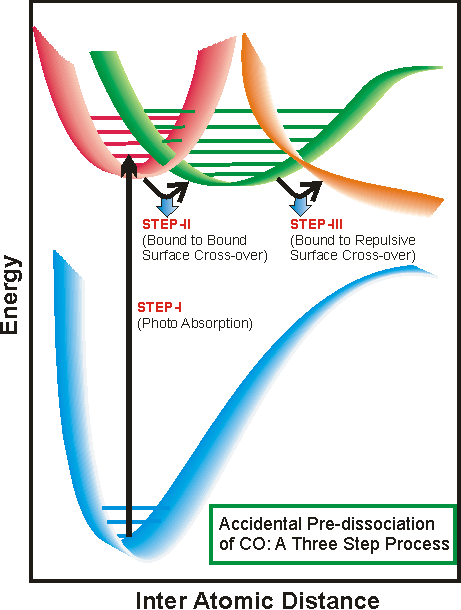 STEP-II
(Bound to Bound
Surface Cross-over)
STEP-III
(Bound to Repulsive
Surface Cross-over)
STEP-I
(Photo Absorption)
Energy
Accidental Pre-dissociation
of CO: A Three Step Process
Inter Atomic Distance